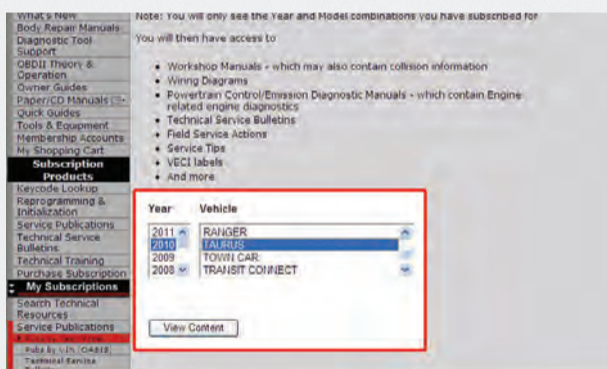 What's New
Body Repair Manuals
Diagnostic Tool
Support
OBDII Theory &
Operation
Owner Guides
Paper/CD Manuals
Quick Guides
Tools & Equipment
Membership Accounts
My Shopping Cart
Subscription
Products
Keycode Lookup
Reprogramming &
Initialization
Service Publications
Technical Service
Bulletins
Technical Training
Purchase Subscription
My Subscriptions
Search Technical
Resources
Service Publications
Pubs by VIN (OASIS)
Technical Service
Note: You will only see the Year and Model combinations you have subscribed for
You will then have access to
• Workshop Manuals - which may also contain collision information
• Wiring Diagrams
• Powertrain Control/Emission Diagnostic Manuals - which contain Engine
related engine diagnostics
• Technical Service Bulletins
• Field Service Actions
• Service Tips
• VECI labels
• And more
Year Vehicle
2011 RANGER
2010 TAURUS
2009 TOWN CAR
2008 TRANSIT CONNECT
View Content